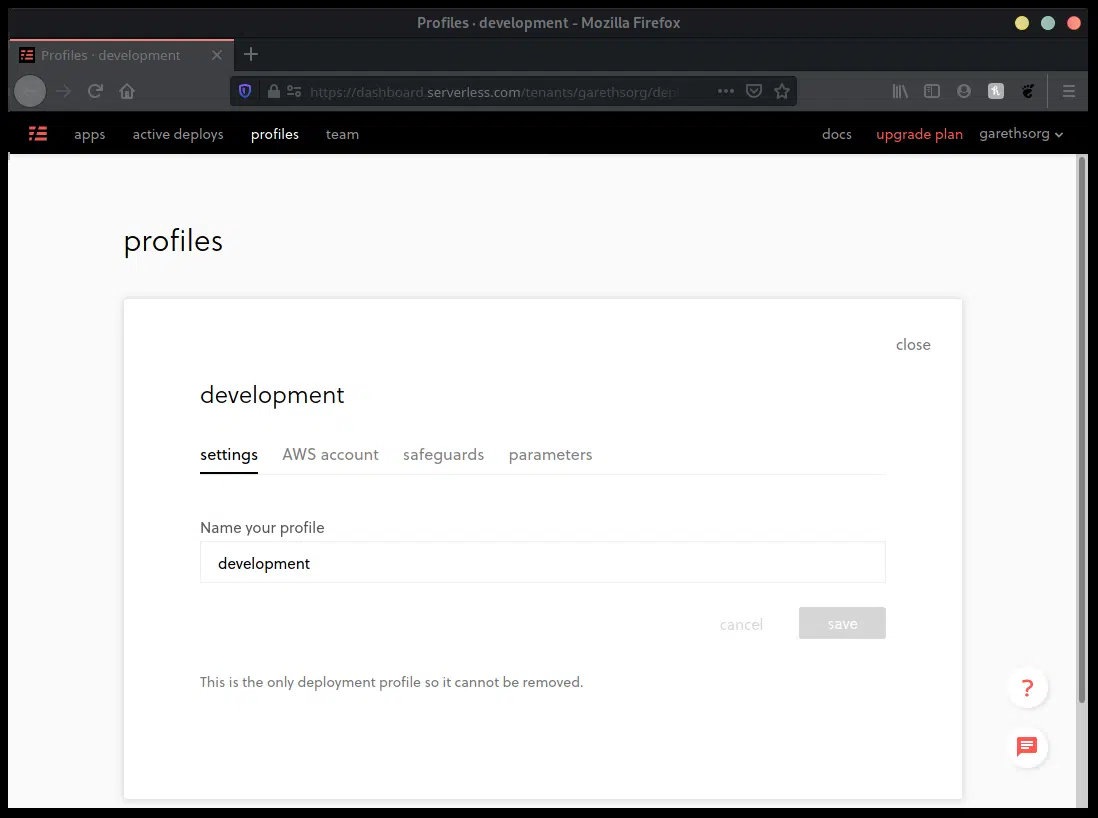 Profiles · development - Mozilla Firefox
Profiles · development
https://dashboard.serverless.com/tenants/garethsorg/dep
apps active deploys profiles team docs upgrade plan garethsorg
profiles
close
development
settings AWS account safeguards parameters
Name your profile
development
cancel save
This is the only deployment profile so it cannot be removed.
?